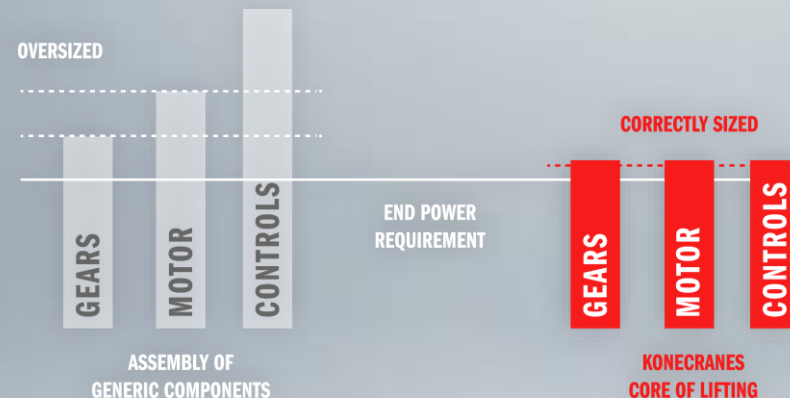 OVERSIZED
GEARS
MOTOR
CONTROLS
ASSEMBLY OF
GENERIC COMPONENTS
END POWER
REQUIREMENT
CORRECTLY SIZED
GEARS
MOTOR
CONTROLS
KONECRANES
CORE OF LIFTING